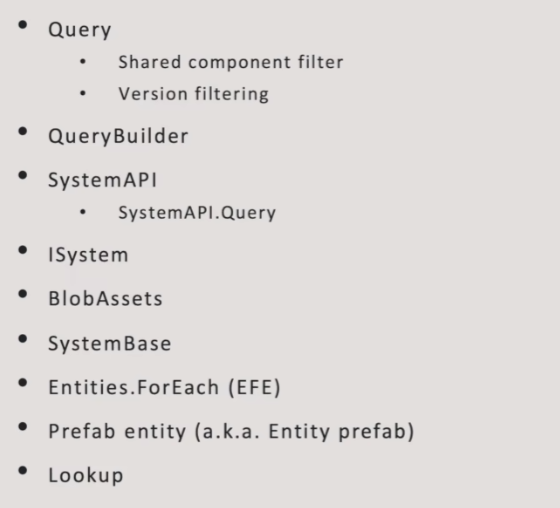 • Query
• Shared component filter
• Version filtering
• QueryBuilder
• SystemAPI
• SystemAPI.Query
• ISystem
• BlobAssets
• SystemBase
• Entities.ForEach (EFE)
• Prefab entity (a.k.a. Entity prefab)
• Lookup